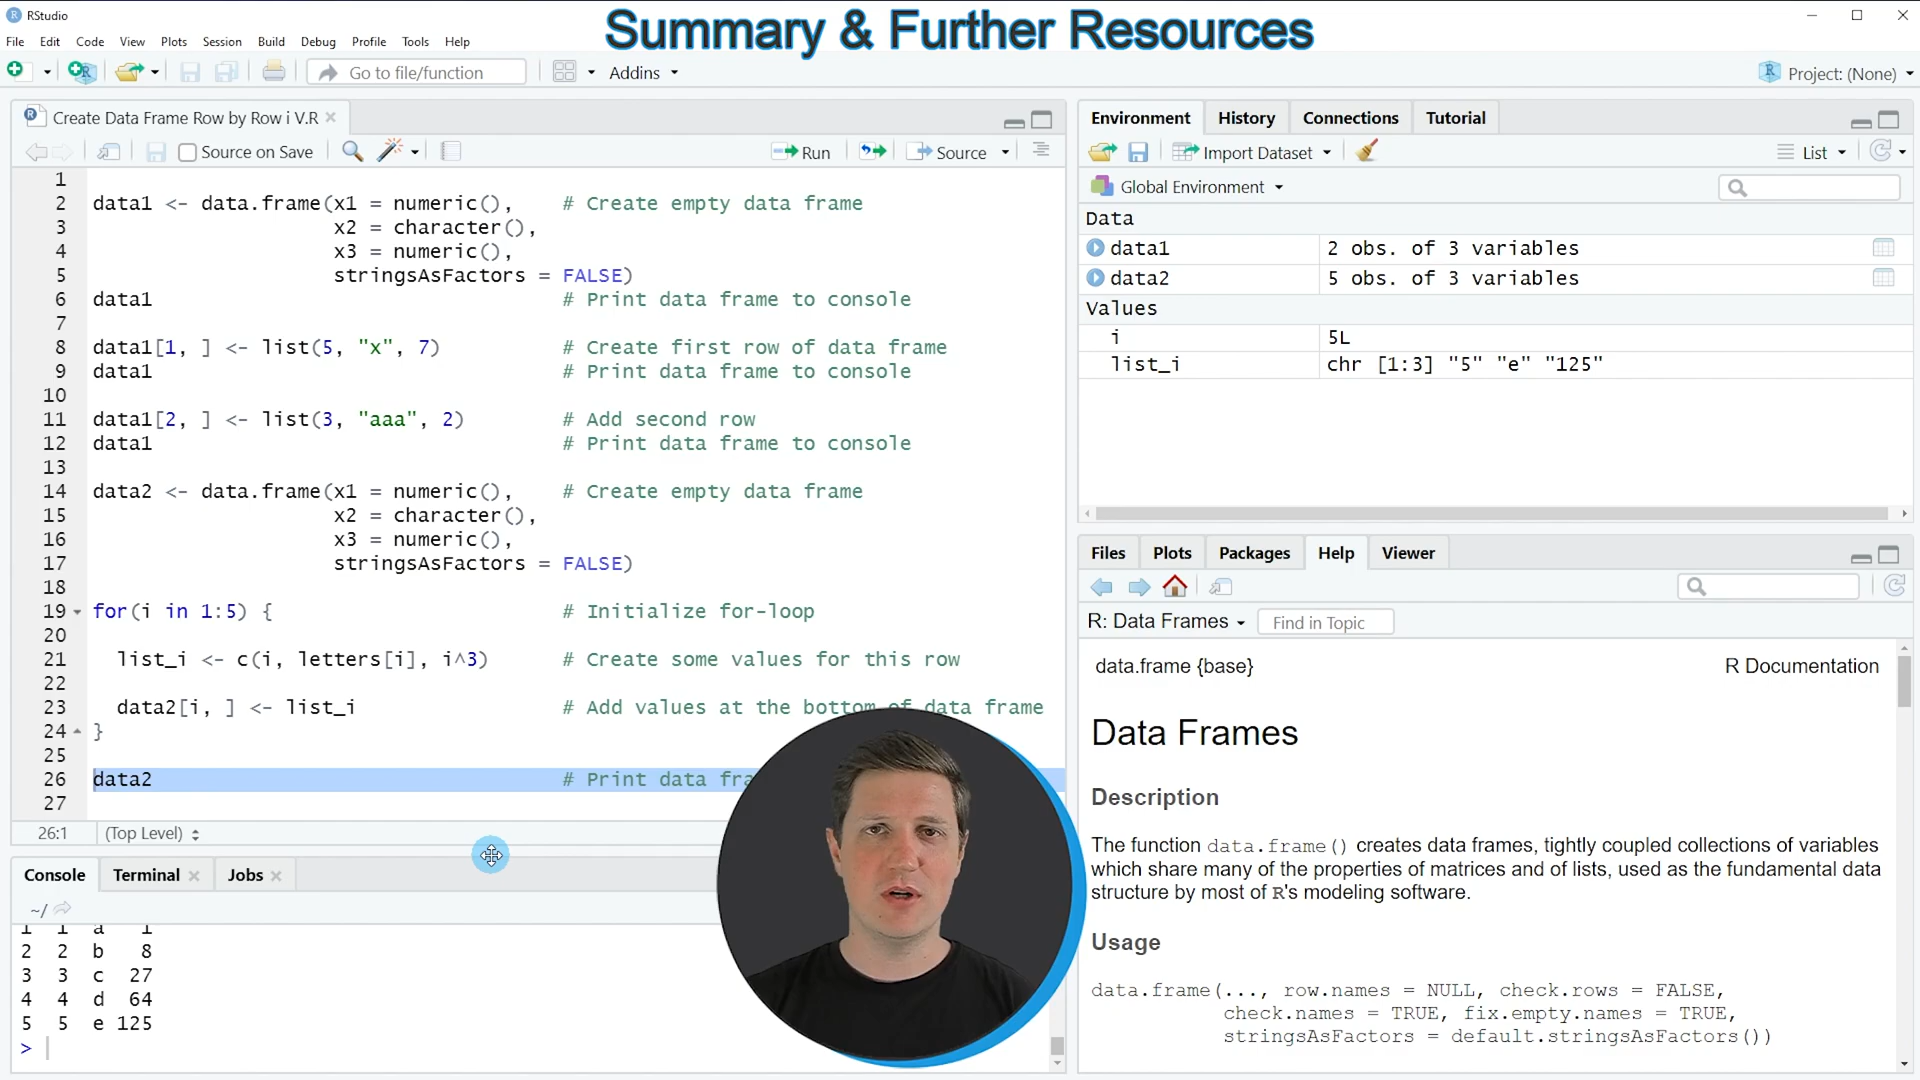 RStudio
Summary & Further Resources
File Edit Code View Plots Session Build Debug Profile Tools Help
Go to file/function Addins Project: (None)
Create Data Frame Row by Row i V.R
Source on Save Run Source
1
2 data1 <- data.frame(x1 = numeric(), # Create empty data frame
3 x2 = character(),
4 x3 = numeric(),
5 stringsAsFactors = FALSE)
6 data1 # Print data frame to console
7
8 data1[1, ] <- list(5, "x", 7) # Create first row of data frame
9 data1 # Print data frame to console
10
11 data1[2, ] <- list(3, "aaa", 2) # Add second row
12 data1 # Print data frame to console
13
14 data2 <- data.frame(x1 = numeric(), # Create empty data frame
15 x2 = character(),
16 x3 = numeric(),
17 stringsAsFactors = FALSE)
18
19 for(i in 1:5) { # Initialize for-loop
20
21 list_i <- c(i, letters[i], i^3) # Create some values for this row
22
23 data2[i, ] <- list_i # Add values at the bottom of data frame
24 }
25
26 data2 # Print data fra
27
26:1 (Top Level)
Console Terminal Jobs
~/
1 1 a 1
2 2 b 8
3 3 c 27
4 4 d 64
5 5 e 125
>
Environment History Connections Tutorial
Import Dataset List
Global Environment
Data
data1 2 obs. of 3 variables
data2 5 obs. of 3 variables
Values
i 5L
list_i chr [1:3] "5" "e" "125"
Files Plots Packages Help Viewer
R: Data Frames Find in Topic
data.frame {base} R Documentation
Data Frames
Description
The function data.frame() creates data frames, tightly coupled collections of variables
which share many of the properties of matrices and of lists, used as the fundamental data
structure by most of R's modeling software.
Usage
data.frame(..., row.names = NULL, check.rows = FALSE,
check.names = TRUE, fix.empty.names = TRUE,
stringsAsFactors = default.stringsAsFactors())